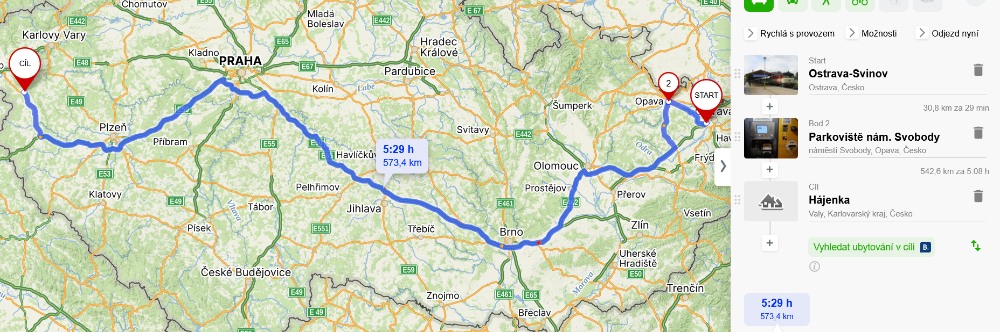 Chomutov
E55
E442
Karlovy Vary
CÍL
E48
Kladno
PRAHA
E65
Mladá
Boleslav
E442
E 67
E 40
Hradec
Králové
E67
Pardubice
Kolín
Labe
E49
E50
Plzeň
Příbram
E55
E50
E65
Havlíčkův
5:29 h
573,4 km
Svitavy
E442
Šumperk
Opava
2
START
Odra
Olomouc
Frýd
Hav
E53
Klatovy
E49
Vltava
Tábor
Pelhřimov
Jihlava
Prostějov
E462
Přerov
E461
Písek
E551
Třebíč
Brno
Zlín
Vsetín
Uherské
Hradiště
E50
České Budějovice
E59
Morava
E49
Znojmo
E461
E65
Trenčín
E 49
Břeclav
E55
Rychlá s provozem
Možnosti
Odjezd nyní
Start
Ostrava-Svinov
Ostrava, Česko
30,8 km za 29 min
Bod 2
Parkoviště nám. Svobody
náměstí Svobody, Opava, Česko
542,6 km za 5:08 h
Cíl
Hájenka
Valy, Karlovarský kraj, Česko
Vyhledat ubytování v cíli B.
5:29 h
573,4 km